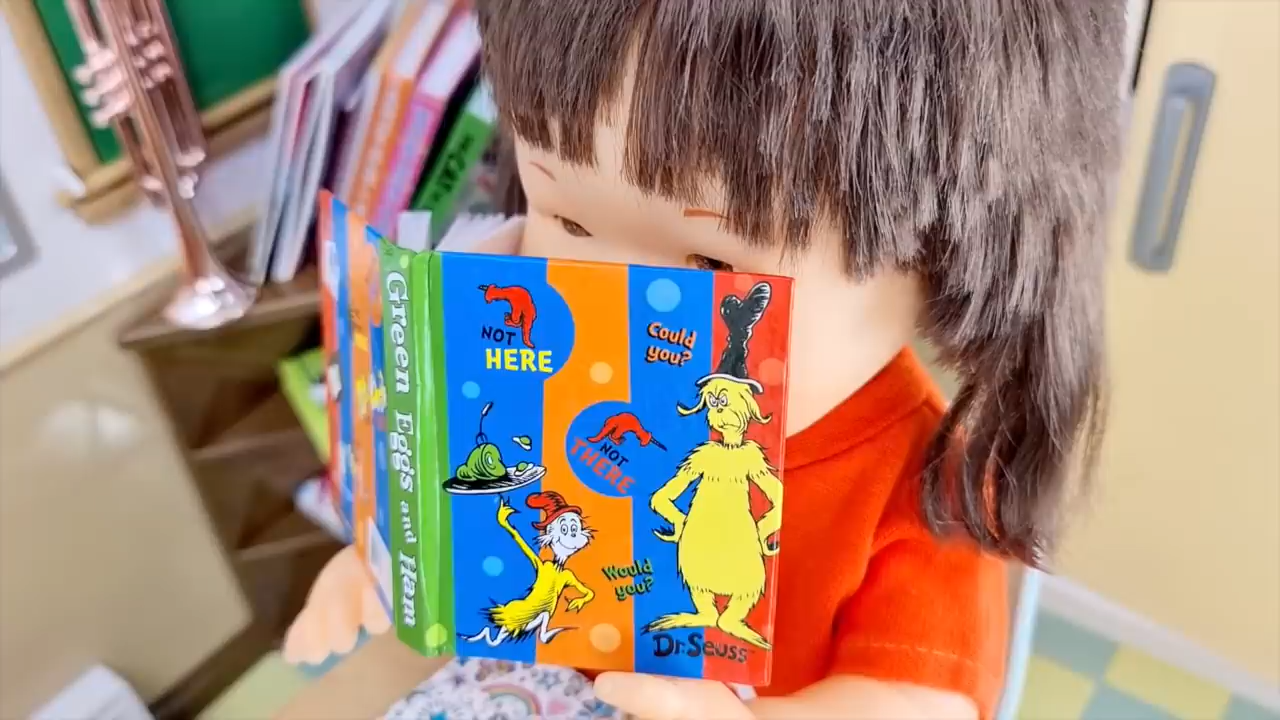 Green Eggs and Ham
NOT
HERE
Could
you?
NOT
THERE
Would
you?
Dr. Seuss